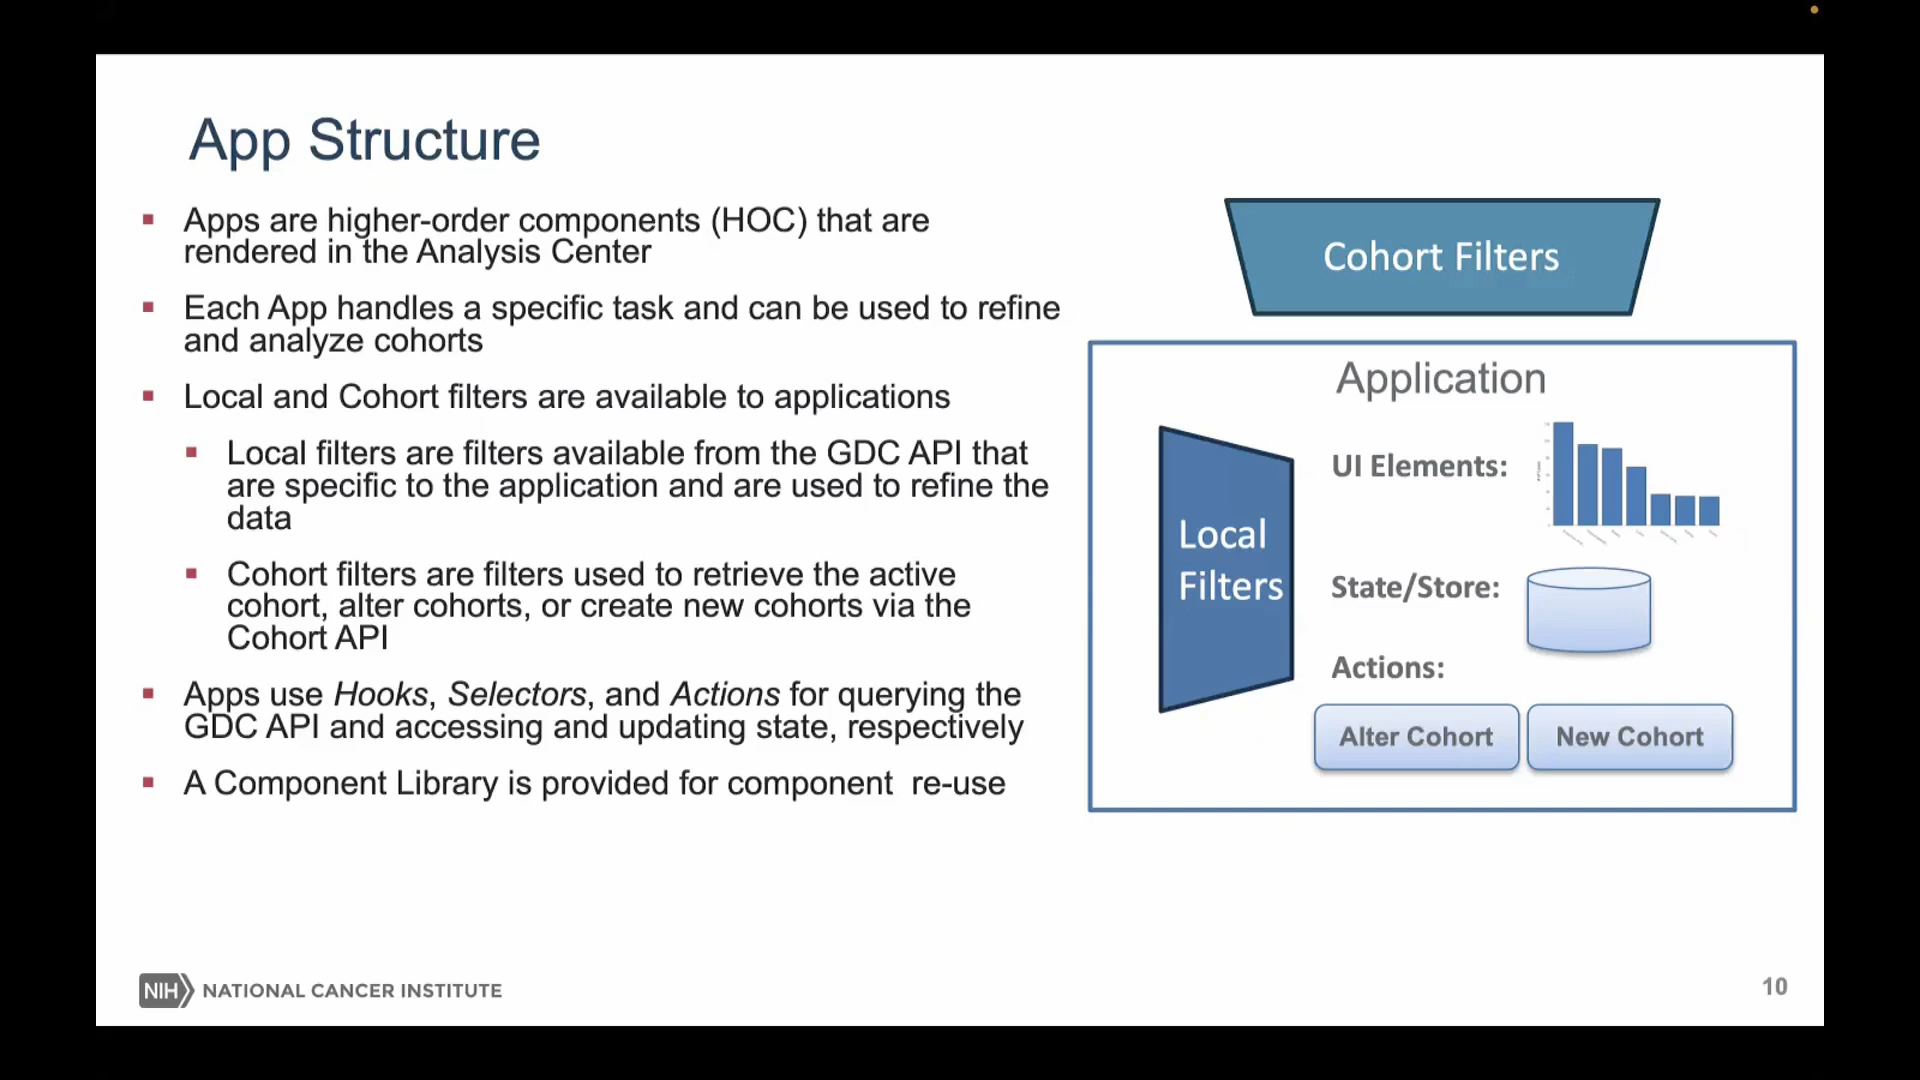 App Structure
Apps are higher-order components (HOC) that are
rendered in the Analysis Center
Each App handles a specific task and can be used to refine
and analyze cohorts
Local and Cohort filters are available to applications
Local filters are filters available from the GDC API that
are specific to the application and are used to refine the
data
Cohort filters are filters used to retrieve the active
cohort, alter cohorts, or create new cohorts via the
Cohort API
Apps use Hooks, Selectors, and Actions for querying the
GDC API and accessing and updating state, respectively
A Component Library is provided for component  re-use
Cohort Filters
Application
Local
Filters
UI Elements:
State/Store:
Actions:
Alter Cohort
New Cohort
NIH NATIONAL CANCER INSTITUTE
10